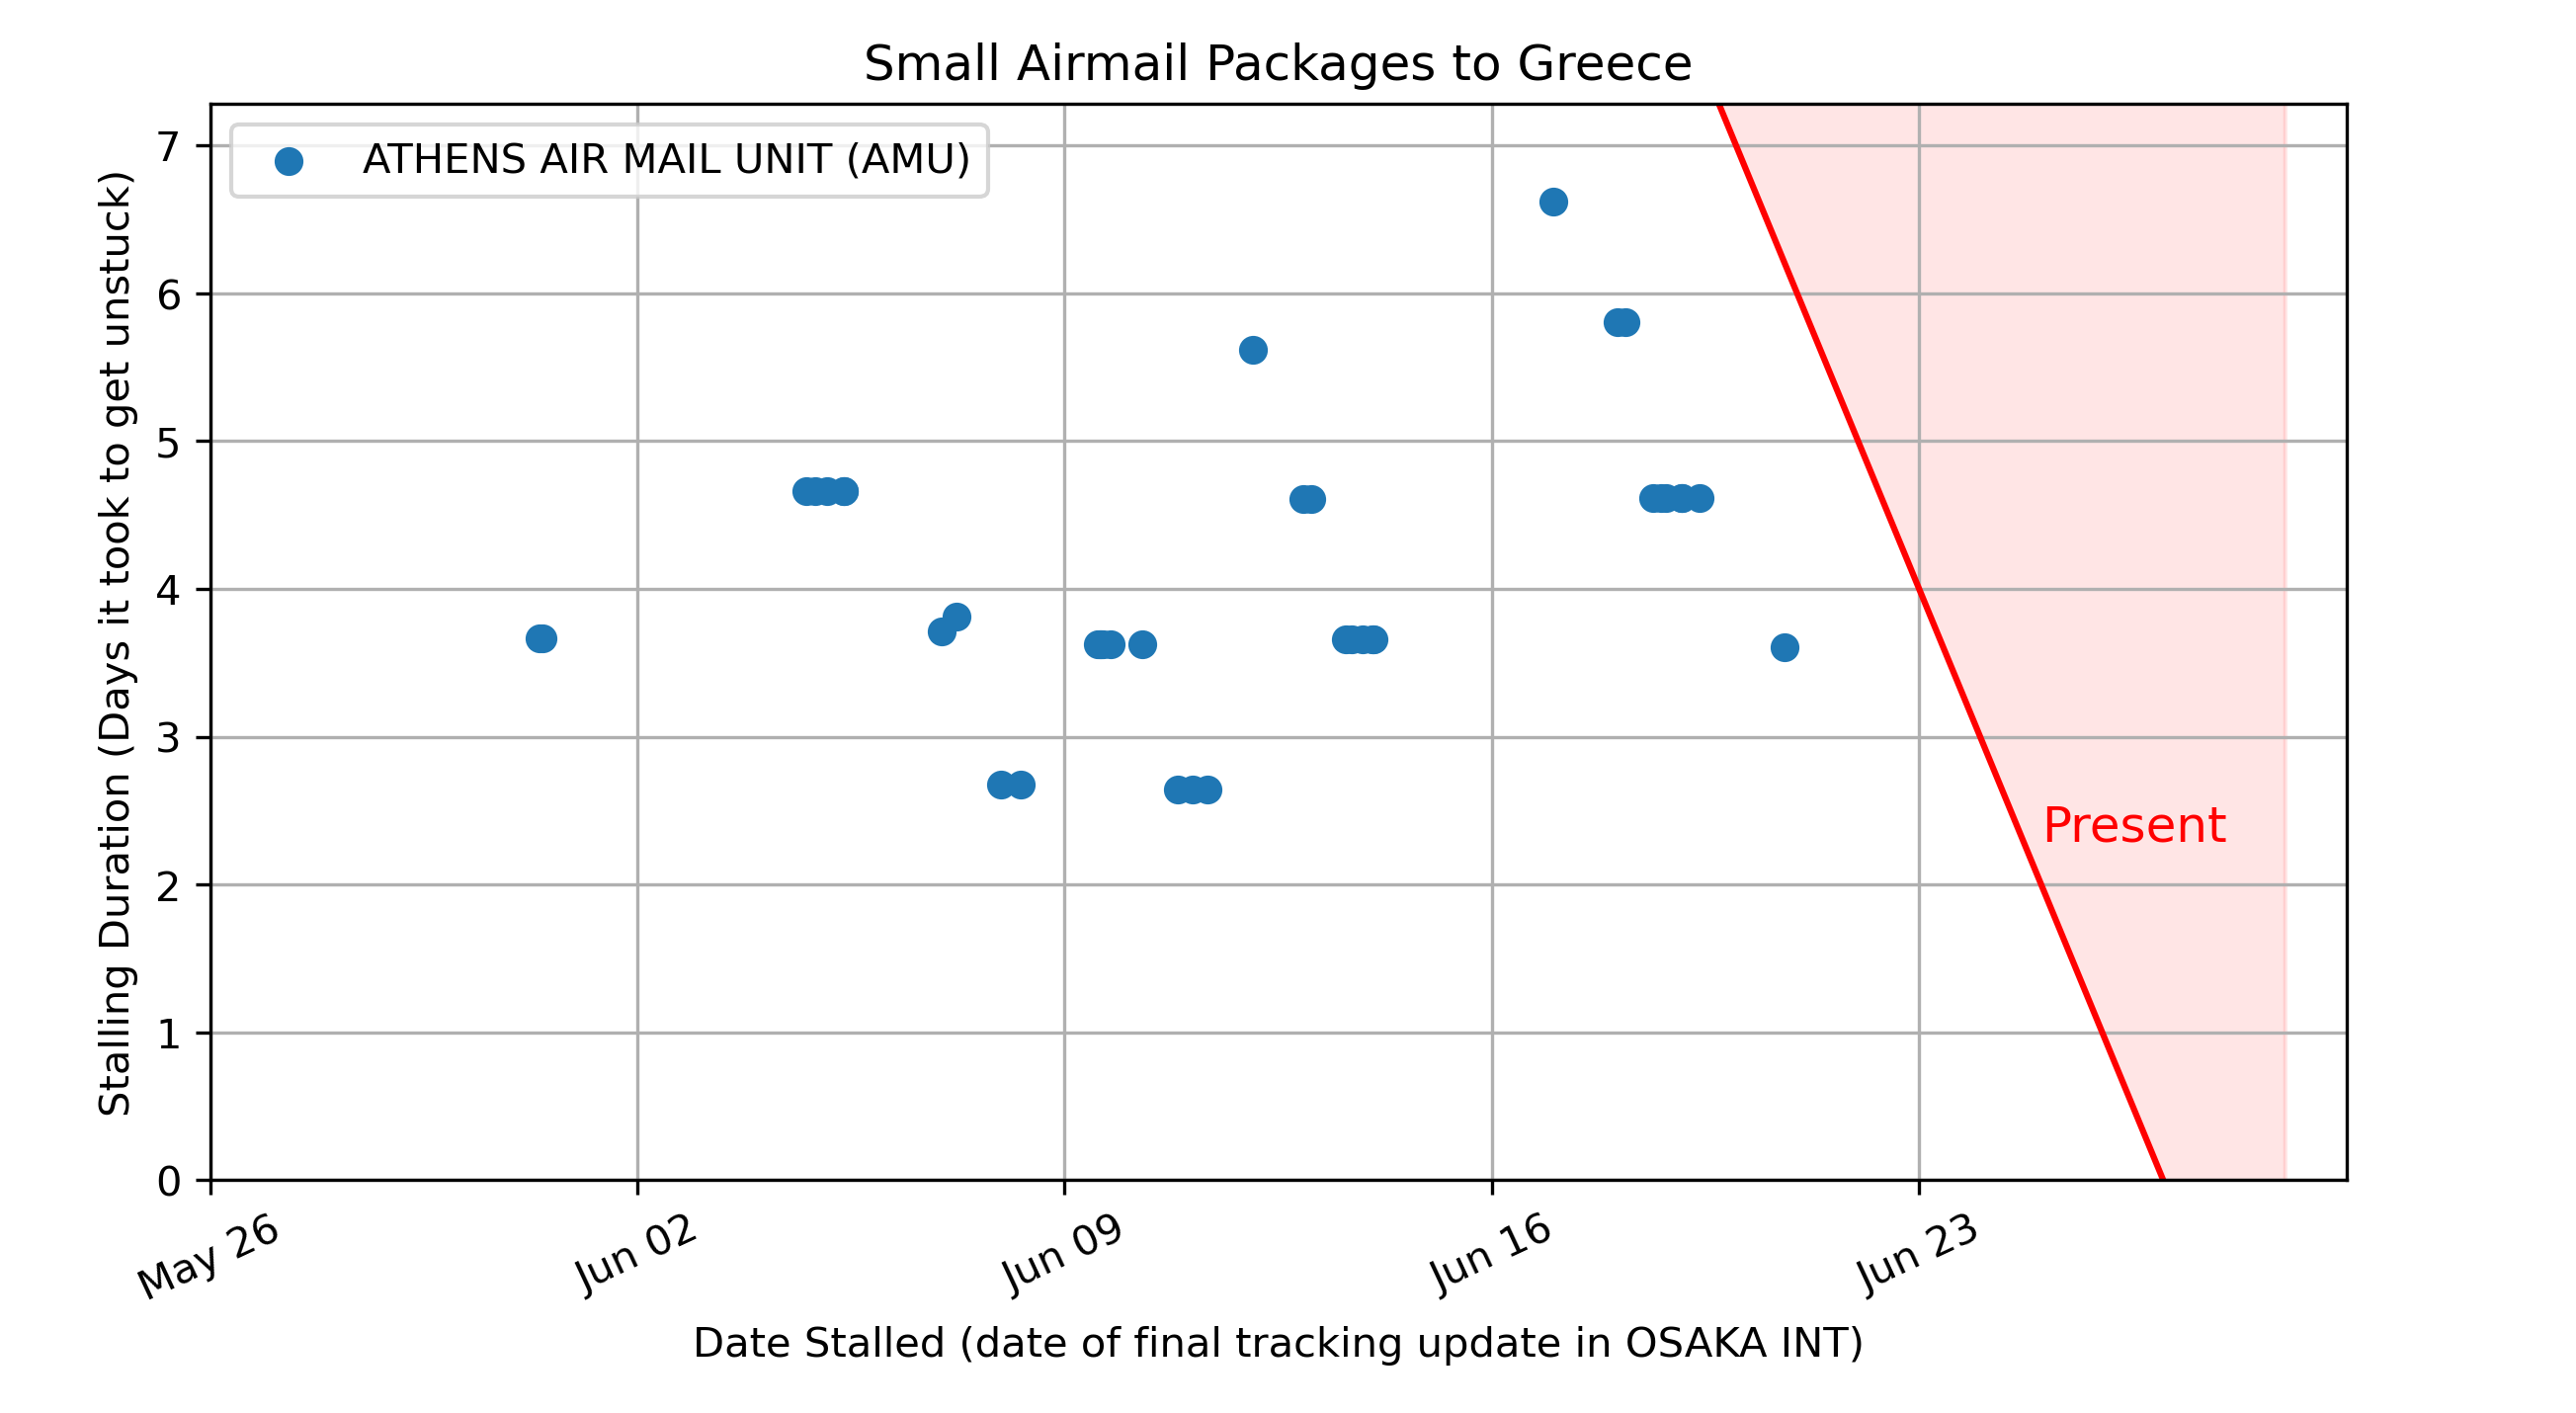 Small Airmail Packages to Greece
ATHENS AIR MAIL UNIT (AMU)
Stalling Duration (Days it took to get unstuck)
7
6
5
4
3
2
1
0
Present
May 26
Jun 02
Jun 09
Jun 16
Jun 23
Date Stalled (date of final tracking update in OSAKA INT)